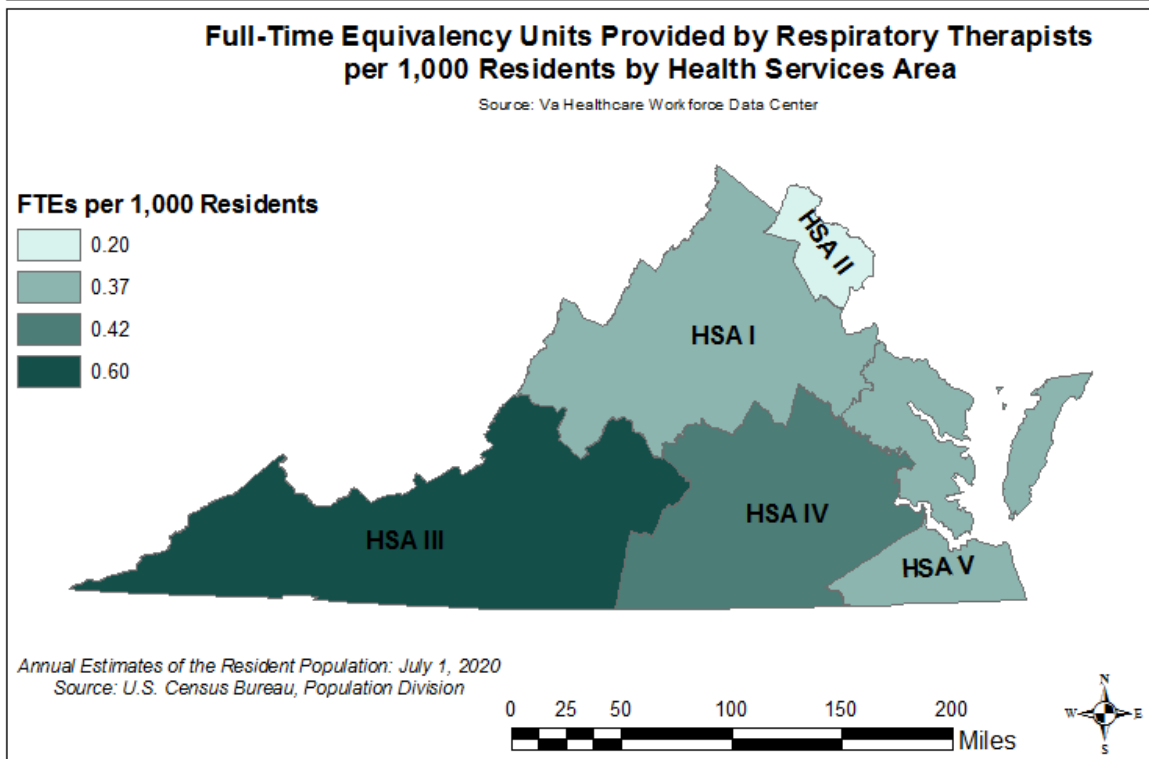 Full-Time Equivalency Units Provided by Respiratory Therapists
per 1,000 Residents by Health Services Area
Source: Va Healthcare Workforce Data Center
FTEs per 1,000 Residents
0.20
0.37
0.42
0.60
HSA II
HSA I
HSA IV
HSA III
HSA V
Annual Estimates of the Resident Population: July 1, 2020
Source: U.S. Census Bureau, Population Division
0 25 50 100 150 200
Miles
N
W E
S